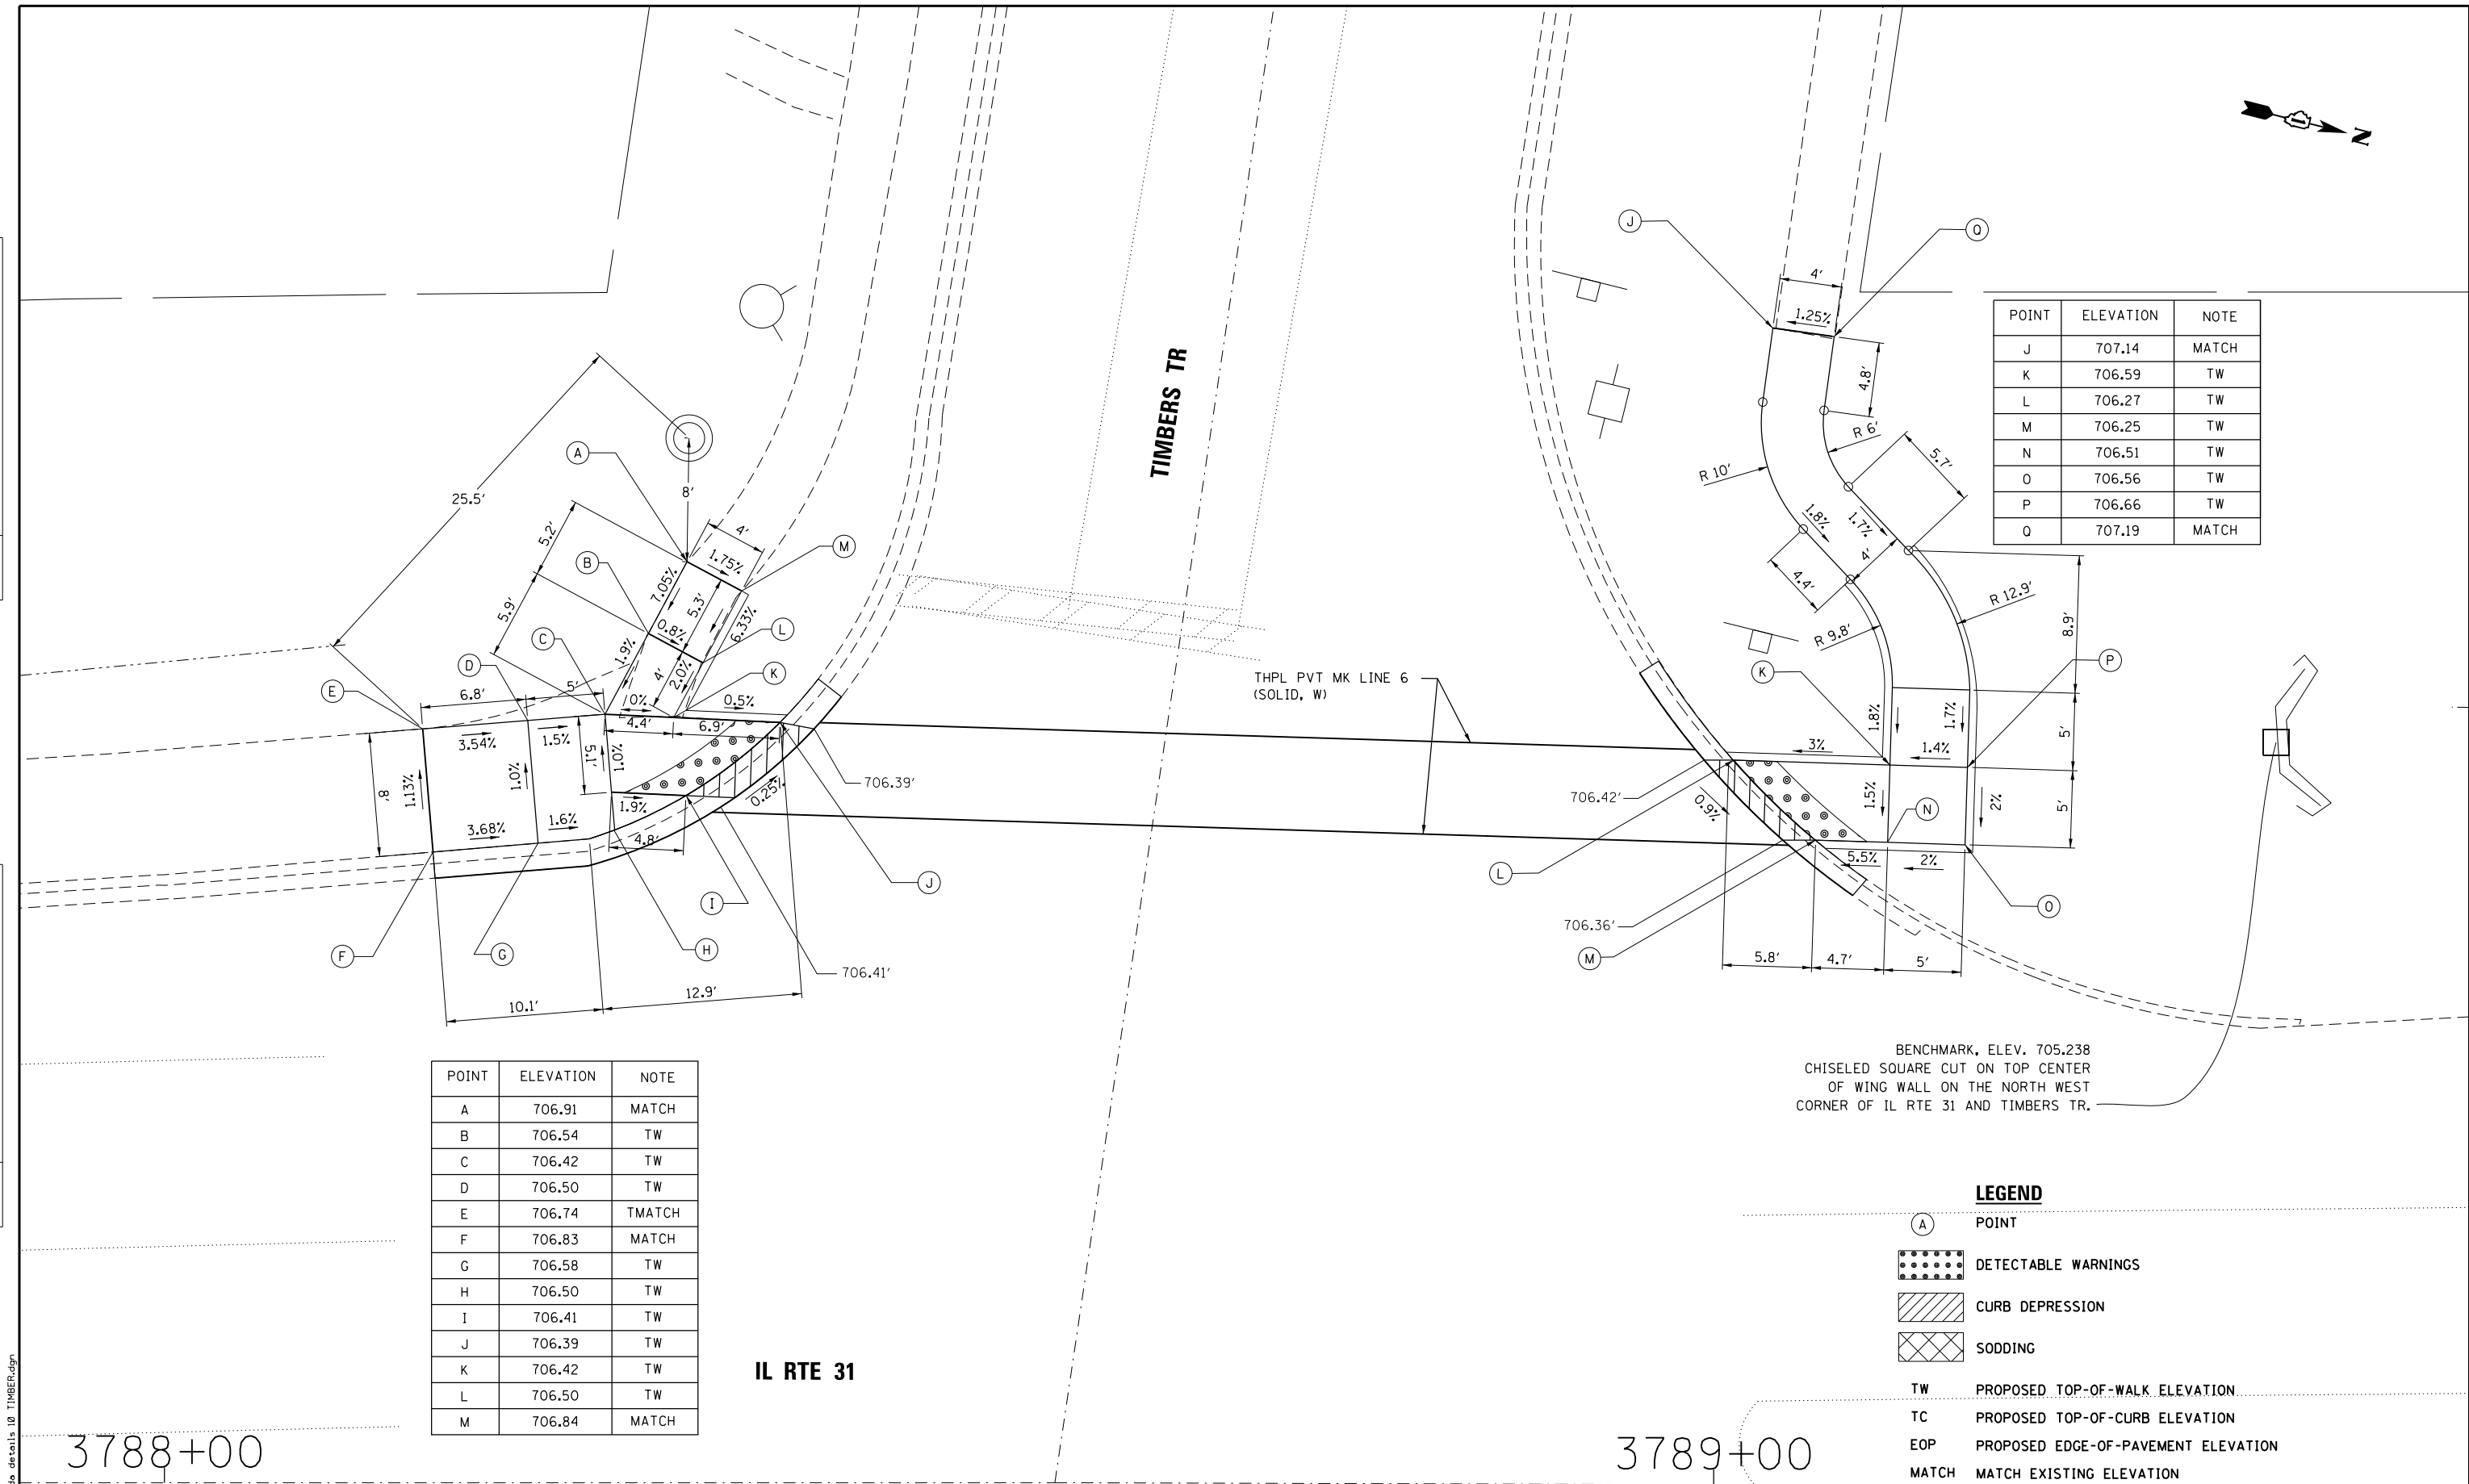 N
1
J
Q
4'
1.25%
4.8'
R 6'
R 10'
5.7'
1.8%
1.7%
4'
4.4'
R 12.9'
R 9.8'
8.9'
K
P
1.8%
1.7%
5'
3%
1.4%
706.42'
0.9%
1.5%
N
2%
5'
L
5.5%
2%
706.36'
M
O
5.8'
4.7'
5'
POINT ELEVATION NOTE
J 707.14 MATCH
K 706.59 TW
L 706.27 TW
M 706.25 TW
N 706.51 TW
O 706.56 TW
P 706.66 TW
Q 707.19 MATCH
TIMBERS TR
THPL PVT MK LINE 6
(SOLID, W)
25.5'
A
8'
5.2'
4'
1.75%
M
B
7.05%
5.3'
5.9'
0.8%
6.33%
L
C
1.9%
4'
2.0%
D
K
E
6.8'
5'
0%
0.5%
4.4'
6.9'
3.54%
1.5%
5.1'
1.0%
8'
1.13%
1.0%
706.39'
1.9%
0.25%
3.68%
1.6%
4.8'
J
I
F
G
H
706.41'
10.1'
12.9'
POINT ELEVATION NOTE
A 706.91 MATCH
B 706.54 TW
C 706.42 TW
D 706.50 TW
E 706.74 TMATCH
F 706.83 MATCH
G 706.58 TW
H 706.50 TW
I 706.41 TW
J 706.39 TW
K 706.42 TW
L 706.50 TW
M 706.84 MATCH
IL RTE 31
BENCHMARK, ELEV. 705.238
CHISELED SQUARE CUT ON TOP CENTER
OF WING WALL ON THE NORTH WEST
CORNER OF IL RTE 31 AND TIMBERS TR.
LEGEND
A POINT
DETECTABLE WARNINGS
CURB DEPRESSION
SODDING
TW PROPOSED TOP-OF-WALK ELEVATION
TC PROPOSED TOP-OF-CURB ELEVATION
EOP PROPOSED EDGE-OF-PAVEMENT ELEVATION
MATCH MATCH EXISTING ELEVATION
3788+00
3789+00
details 10 TIMBER.dgn